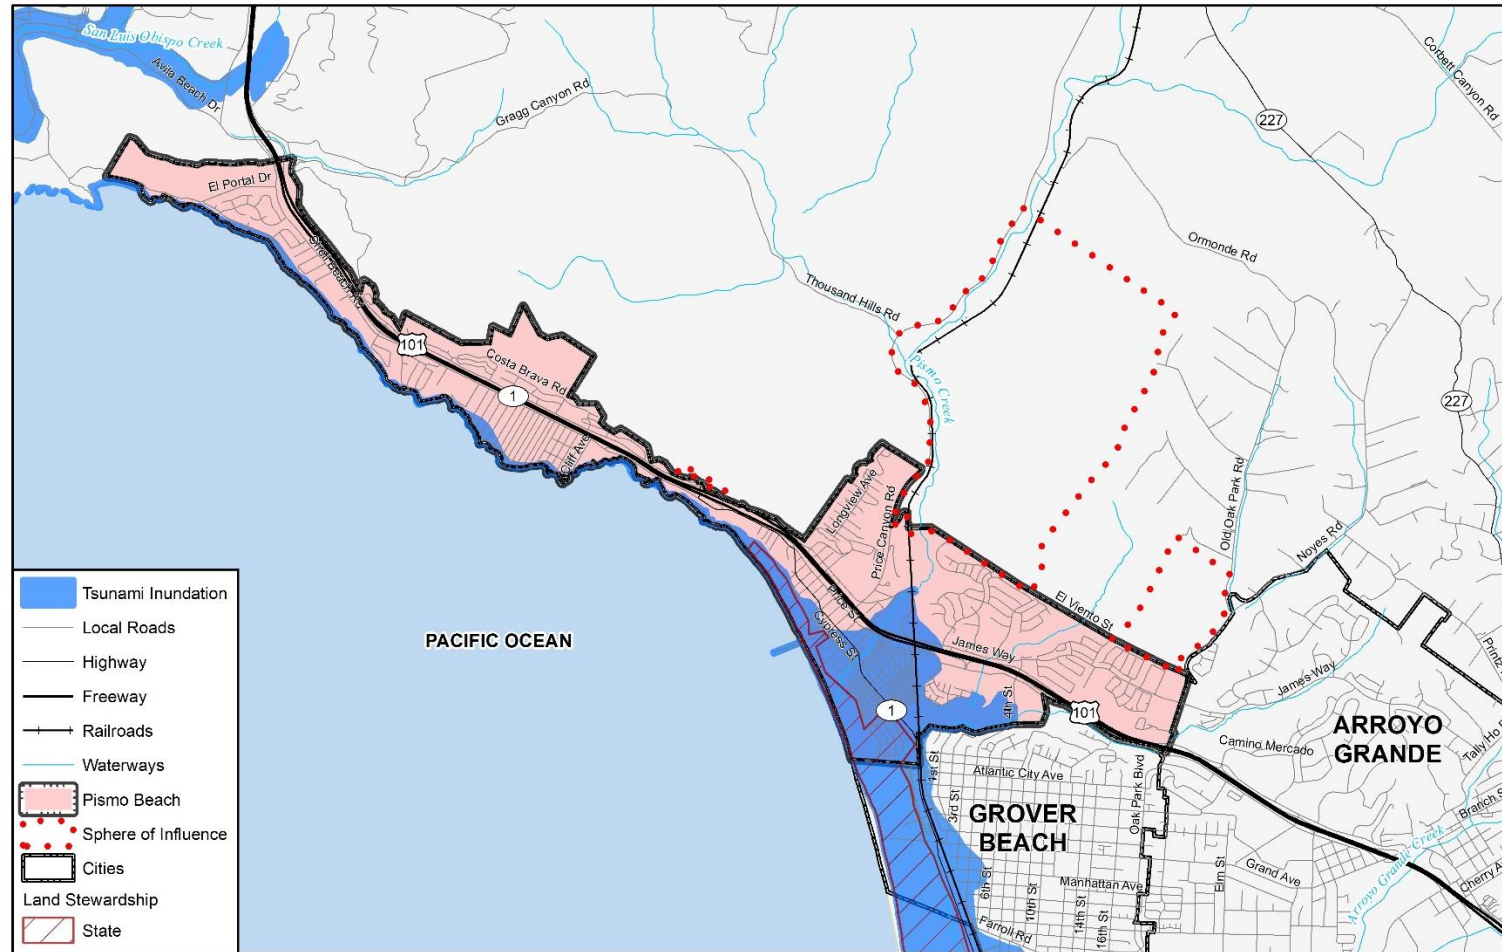 San Luis Obispo Creek
Avila Beach Dr
Gragg Canyon Rd
Corbett Canyon Rd
227
El Portal Dr
Shell Beach Rd
Ormonde Rd
Thousand Hills Rd
101
Costa Brava Rd
Pismo Creek
1
227
Cliff Ave
Longview Ave
Price Canyon Rd
Old Oak Park Rd
Noyes Rd
El Viento St
Price St
Cypress St
James Way
PACIFIC OCEAN
James Way
Printz
4th St
1
101
Camino Mercado
ARROYO
GRANDE
Tally Ho
1st St
Atlantic City Ave
Oak Park Blvd
3rd St
GROVER
BEACH
Branch S
Elm St
Grand Ave
Arroyo Grande Creek
Cherry A
6th St
Manhattan Ave
10th St
14th St
16th St
Farroll Rd
Tsunami Inundation
Local Roads
Highway
Freeway
Railroads
Waterways
Pismo Beach
Sphere of Influence
Cities
Land Stewardship
State